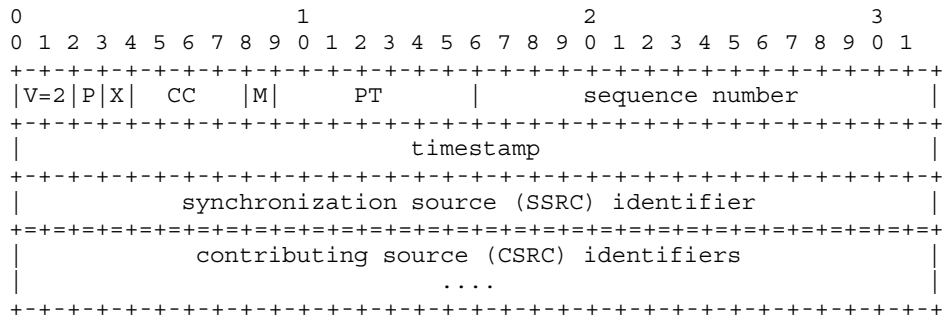 0                   1                   2                   3
0 1 2 3 4 5 6 7 8 9 0 1 2 3 4 5 6 7 8 9 0 1 2 3 4 5 6 7 8 9 0 1
+-+-+-+-+-+-+-+-+-+-+-+-+-+-+-+-+-+-+-+-+-+-+-+-+-+-+-+-+-+-+-+-+
|V=2|P|X|  CC   |M|     PT      |       sequence number         |
+-+-+-+-+-+-+-+-+-+-+-+-+-+-+-+-+-+-+-+-+-+-+-+-+-+-+-+-+-+-+-+-+
|                           timestamp                           |
+-+-+-+-+-+-+-+-+-+-+-+-+-+-+-+-+-+-+-+-+-+-+-+-+-+-+-+-+-+-+-+-+
|           synchronization source (SSRC) identifier            |
+=+=+=+=+=+=+=+=+=+=+=+=+=+=+=+=+=+=+=+=+=+=+=+=+=+=+=+=+=+=+=+=+
|            contributing source (CSRC) identifiers             |
|                             ....                              |
+-+-+-+-+-+-+-+-+-+-+-+-+-+-+-+-+-+-+-+-+-+-+-+-+-+-+-+-+-+-+-+-+